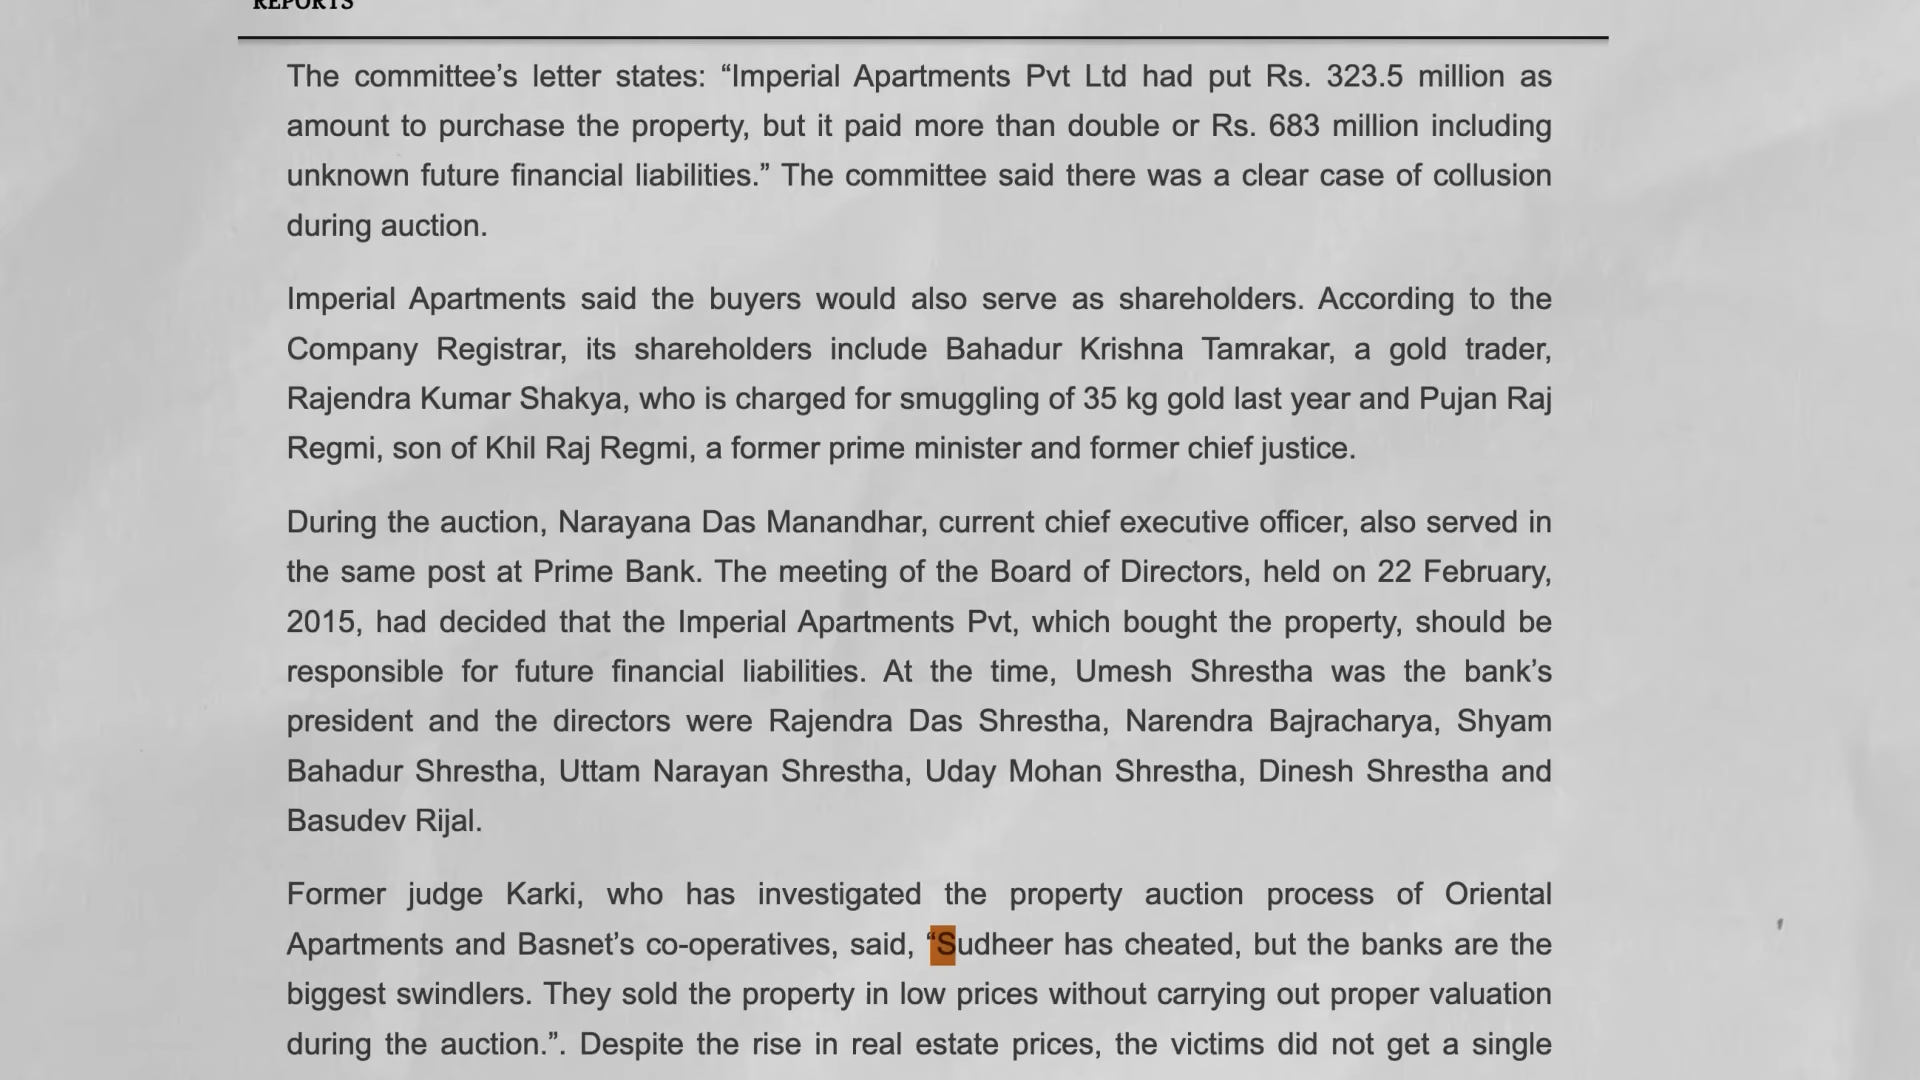 REPORTS
The committee’s letter states: “Imperial Apartments Pvt Ltd had put Rs. 323.5 million as
amount to purchase the property, but it paid more than double or Rs. 683 million including
unknown future financial liabilities.” The committee said there was a clear case of collusion
during auction.
Imperial Apartments said the buyers would also serve as shareholders. According to the
Company Registrar, its shareholders include Bahadur Krishna Tamrakar, a gold trader,
Rajendra Kumar Shakya, who is charged for smuggling of 35 kg gold last year and Pujan Raj
Regmi, son of Khil Raj Regmi, a former prime minister and former chief justice.
During the auction, Narayana Das Manandhar, current chief executive officer, also served in
the same post at Prime Bank. The meeting of the Board of Directors, held on 22 February,
2015, had decided that the Imperial Apartments Pvt, which bought the property, should be
responsible for future financial liabilities. At the time, Umesh Shrestha was the bank’s
president and the directors were Rajendra Das Shrestha, Narendra Bajracharya, Shyam
Bahadur Shrestha, Uttam Narayan Shrestha, Uday Mohan Shrestha, Dinesh Shrestha and
Basudev Rijal.
Former judge Karki, who has investigated the property auction process of Oriental
Apartments and Basnet’s co-operatives, said, “Sudheer has cheated, but the banks are the
biggest swindlers. They sold the property in low prices without carrying out proper valuation
during the auction.”. Despite the rise in real estate prices, the victims did not get a single